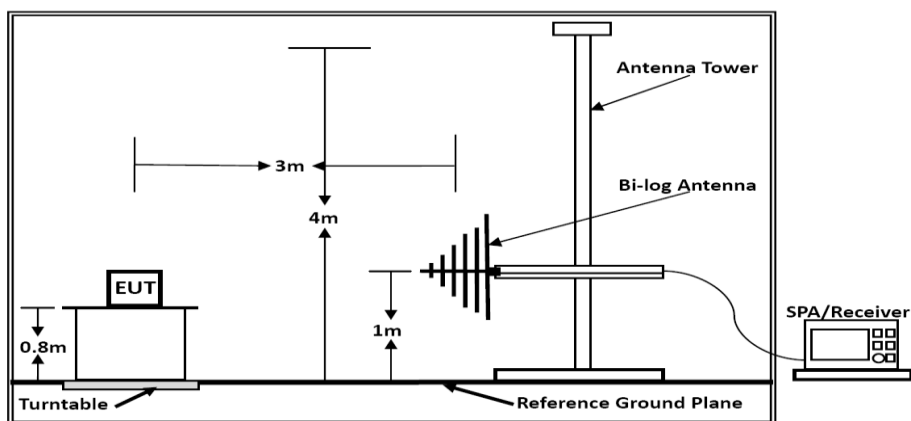 Antenna Tower
3m
Bi-log Antenna
4m
EUT
SPA/Receiver
1m
0.8m
Turntable
Reference Ground Plane